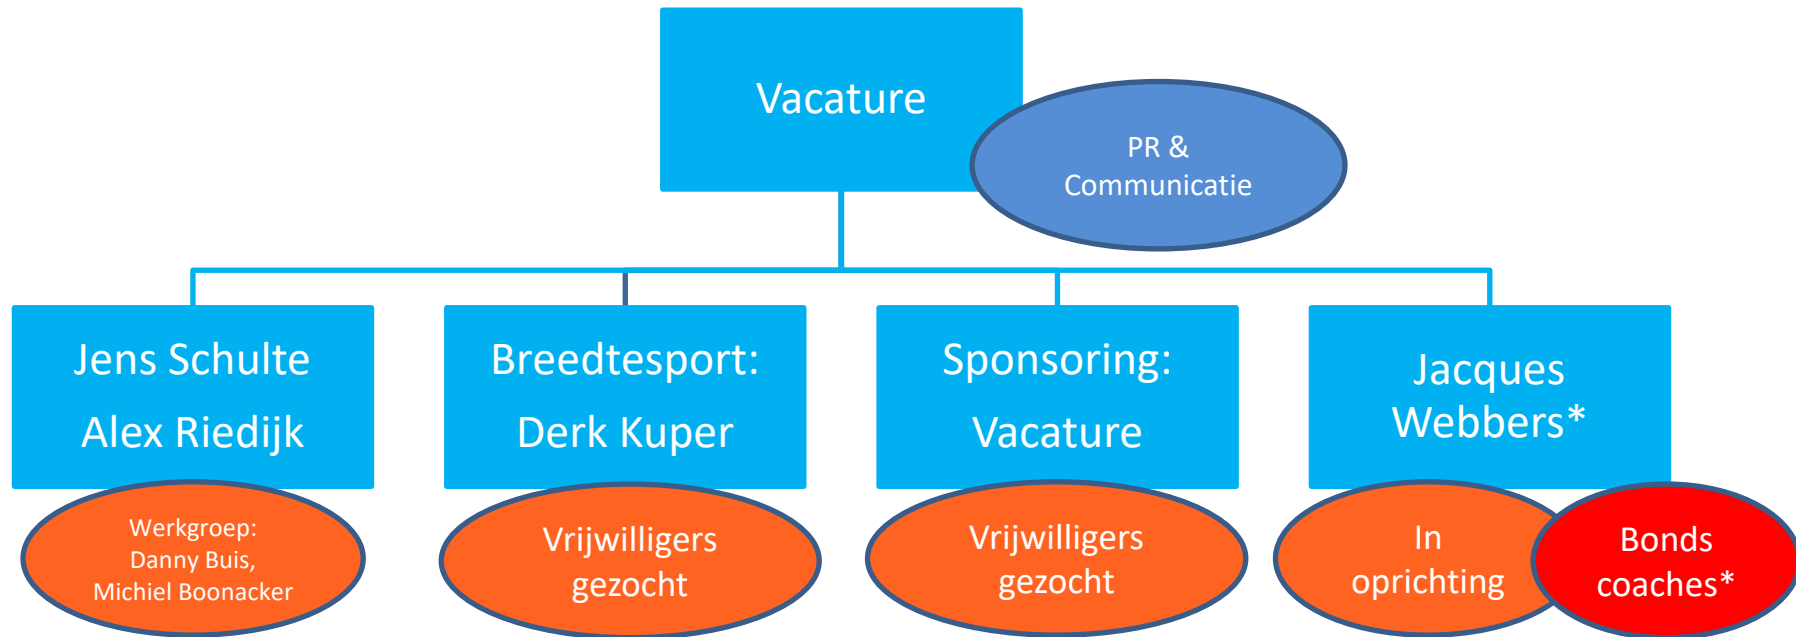 Vacature
PR &
Communicatie
Jens Schulte
Alex Riedijk
Breedtesport:
Derk Kuper
Sponsoring:
Vacature
Jacques
Webbers*
Werkgroep:
Danny Buis,
Michiel Boonacker
Vrijwilligers
gezocht
Vrijwilligers
gezocht
In
oprichting
Bonds
coaches*